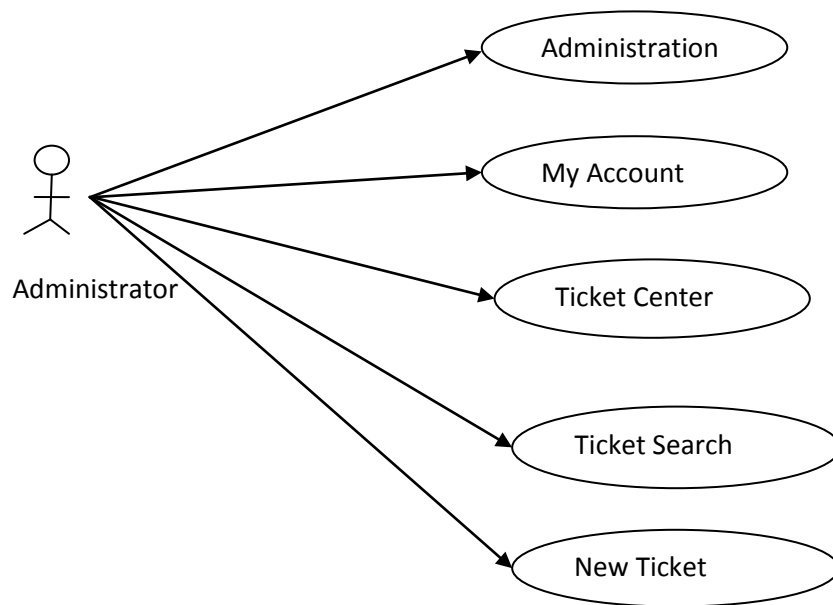 Administration
My Account
Administrator
Ticket Center
Ticket Search
New Ticket